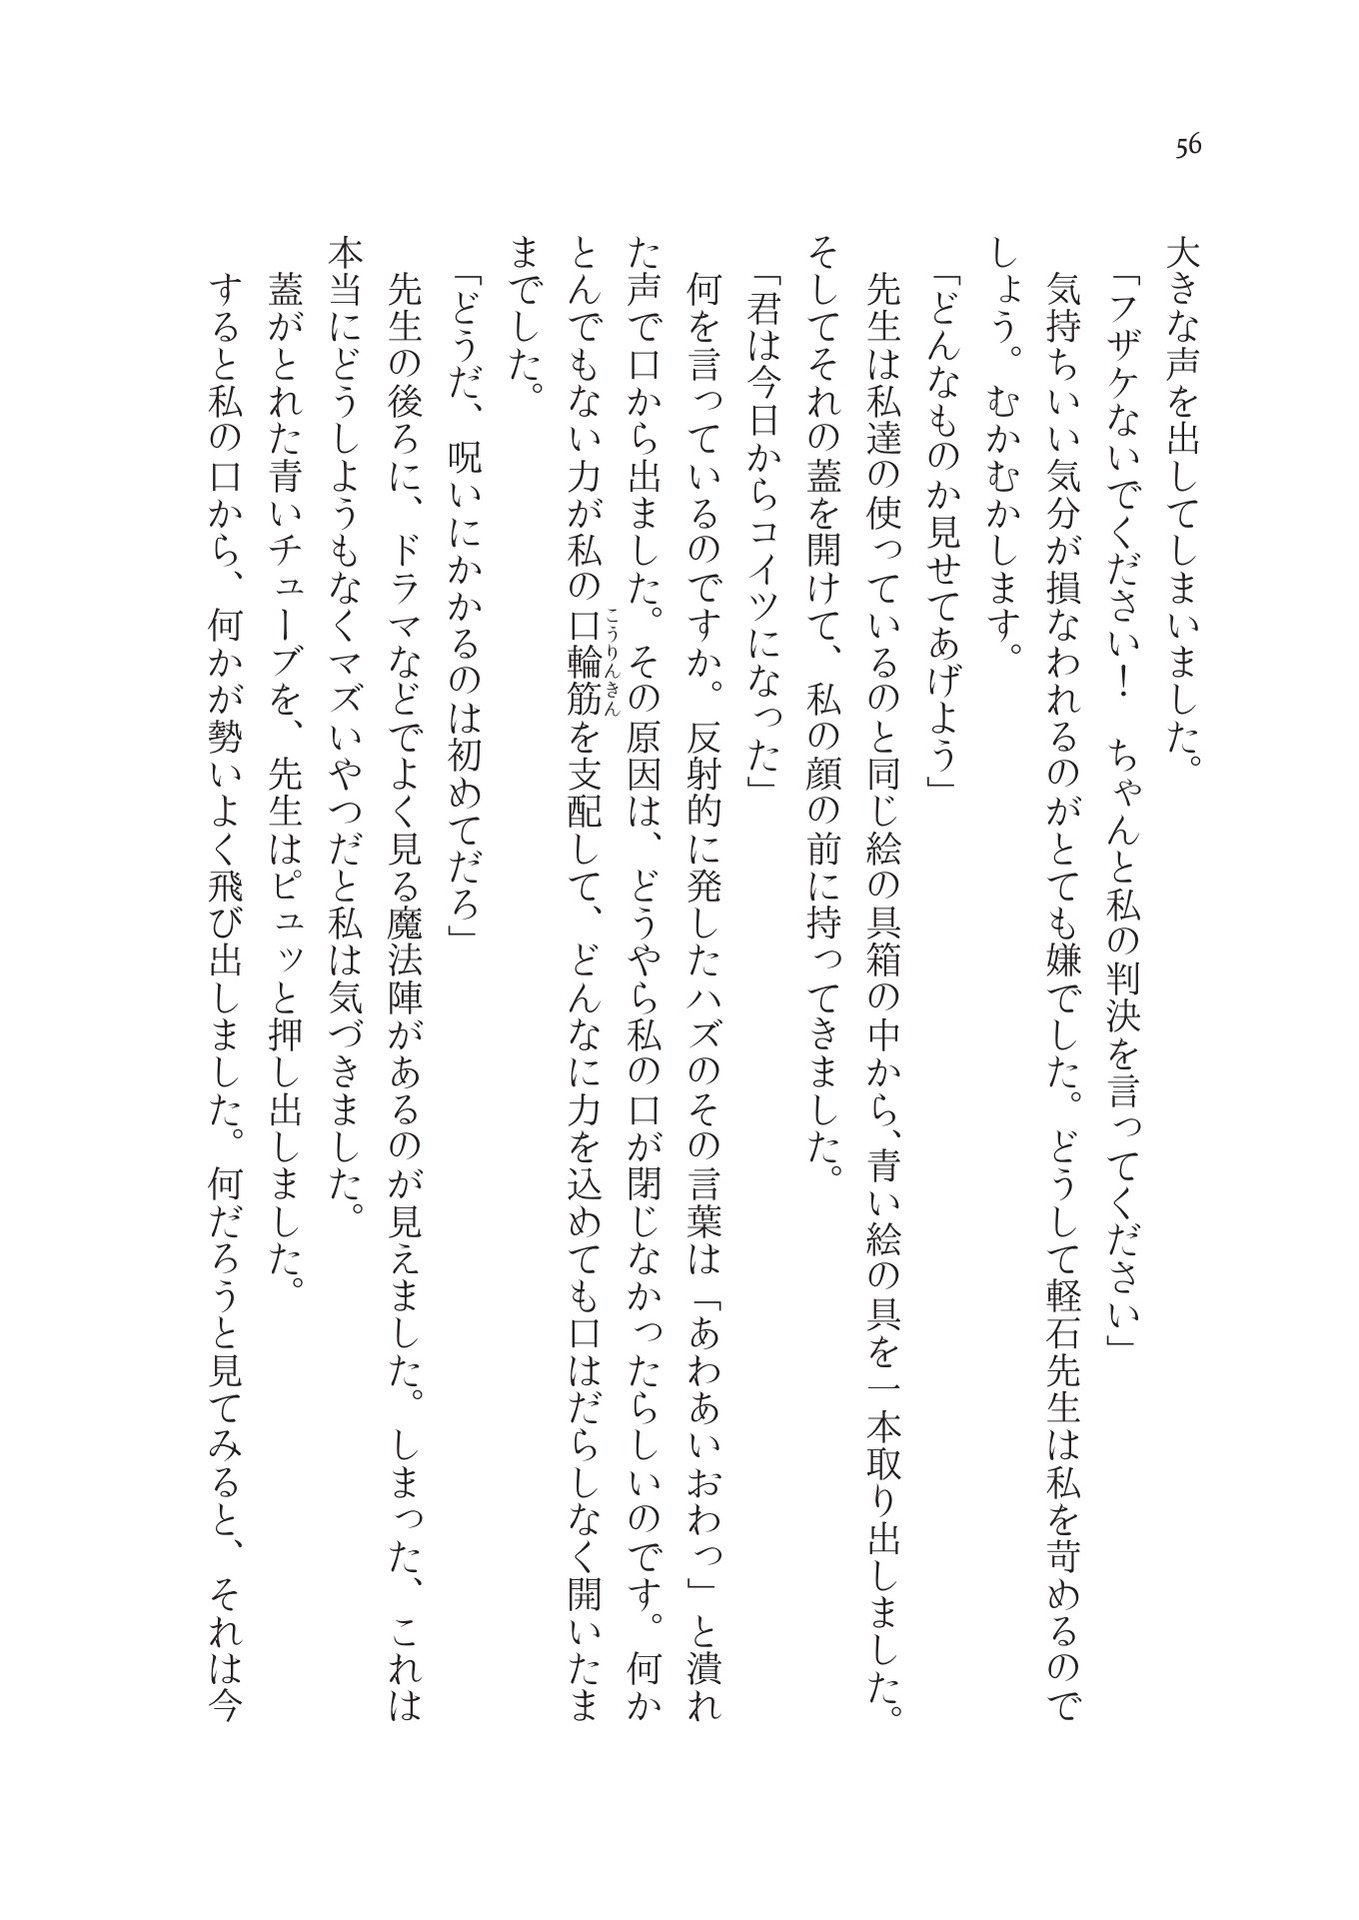 56
大きな声を出してしまいました。
「フザケないでください！　ちゃんと私の判決を言ってください」
気持ちいい気分が損なわれるのがとても嫌でした。どうして軽石先生は私を苛めるので
しょう。むかむかします。
「どんなものか見せてあげよう」
先生は私達の使っているのと同じ絵の具箱の中から、青い絵の具を一本取り出しました。
そしてそれの蓋を開けて、私の顔の前に持ってきました。
「君は今日からコイツになった」
何を言っているのですか。反射的に発したハズのその言葉は「あわあいおわっ」と潰れ
た声で口から出ました。その原因は、どうやら私の口が閉じなかったらしいのです。何か
とんでもない力が私の口輪筋を支配して、どんなに力を込めても口はだらしなく開いたま
こうりんきん
までした。
「どうだ、呪いにかかるのは初めてだろ」
先生の後ろに、ドラマなどでよく見る魔法陣があるのが見えました。しまった、これは
本当にどうしようもなくマズいやつだと私は気づきました。
蓋がとれた青いチューブを、先生はピュッと押し出しました。
すると私の口から、何かが勢いよく飛び出しました。何だろうと見てみると、それは今